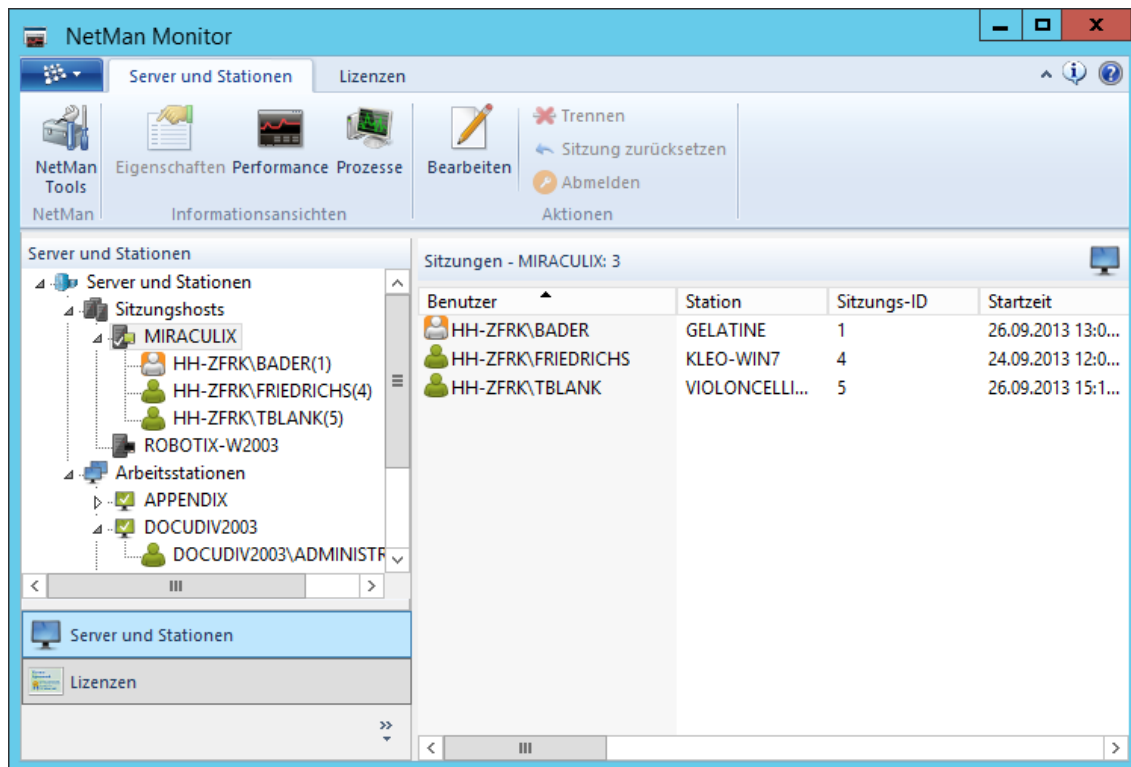 NetMan Monitor
Server und Stationen
Lizenzen
NetMan Tools
Eigenschaften
Performance
Prozesse
Bearbeiten
Trennen
Sitzung zurücksetzen
Abmelden
NetMan
Informationsansichten
Aktionen
Server und Stationen
Server und Stationen
Sitzungshosts
MIRACULIX
HH-ZFRK\BADER(1)
HH-ZFRK\FRIEDRICHS(4)
HH-ZFRK\TBLANK(5)
ROBOTIX-W2003
Arbeitsstationen
APPENDIX
DOCUDIV2003
DOCUDIV2003\ADMINISTR
Server und Stationen
Lizenzen
Sitzungen - MIRACULIX: 3
Benutzer Station Sitzungs-ID Startzeit
HH-ZFRK\BADER GELATINE 1 26.09.2013 13:0...
HH-ZFRK\FRIEDRICHS KLEO-WIN7 4 24.09.2013 12:0...
HH-ZFRK\TBLANK VIOLONCELLI... 5 26.09.2013 15:1...